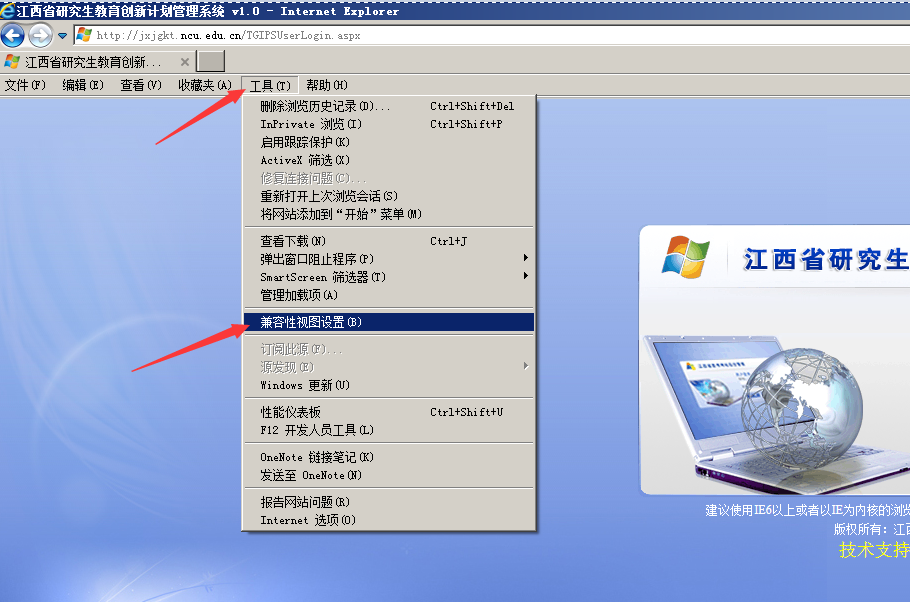 江西省研究生教育创新计划管理系统 v1.0 - Internet Explorer
http://jxjgkt.ncu.edu.cn/TGIPSUserLogin.aspx
江西省研究生教育创新...
文件(F) 编辑(E) 查看(V) 收藏夹(A) 工具(T) 帮助(H)
删除浏览历史记录(D)... Ctrl+Shift+Del
InPrivate 浏览(I) Ctrl+Shift+P
启用跟踪保护(K)
ActiveX 筛选(X)
修复连接问题(C)...
重新打开上次浏览会话(S)
将网站添加到“开始”菜单(M)
查看下载(N) Ctrl+J
弹出窗口阻止程序(P)
SmartScreen 筛选器(T)
管理加载项(A)
兼容性视图设置(B)
订阅此源(F)...
源发现(E)
Windows 更新(U)
性能仪表板 Ctrl+Shift+U
F12 开发人员工具(L)
OneNote 链接笔记(K)
发送至 OneNote(N)
报告网站问题(R)
Internet 选项(O)
江西省研究生
建议使用IE6以上或者以IE为内核的浏
版权所有：江
技术支持